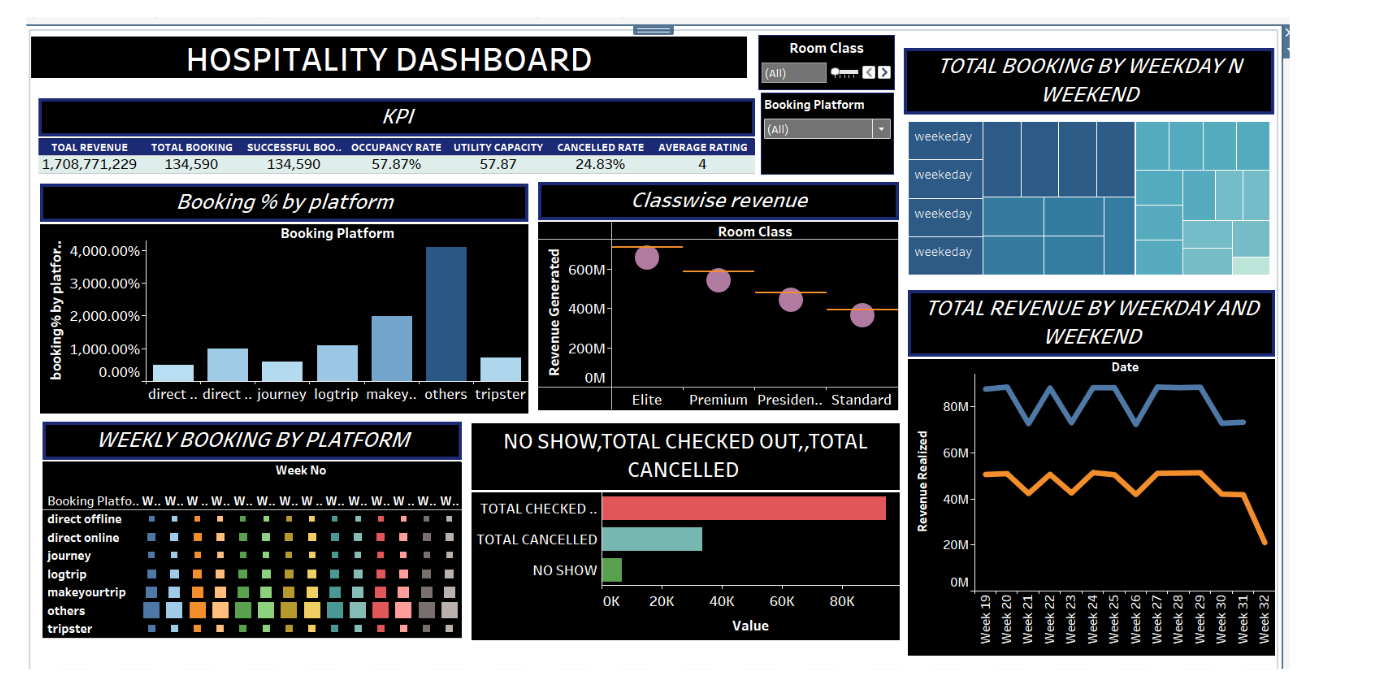 HOSPITALITY DASHBOARD
Room Class
(All)
Booking Platform
(All)
KPI
TOAL REVENUE TOTAL BOOKING SUCCESSFUL BOO.. OCCUPANCY RATE UTILITY CAPACITY CANCELLED RATE AVERAGE RATING
1,708,771,229 134,590 134,590 57.87% 57.87 24.83% 4
Booking % by platform
Booking Platform
booking% by platfor..
4,000.00%
3,000.00%
2,000.00%
1,000.00%
0.00%
direct .. direct .. journey logtrip makey.. others tripster
Classwise revenue
Room Class
Revenue Generated
600M
400M
200M
0M
Elite Premium Presiden.. Standard
TOTAL BOOKING BY WEEKDAY N
WEEKEND
weekeday
weekeday
weekeday
weekeday
WEEKLY BOOKING BY PLATFORM
Week No
Booking Platfo.. W.. W.. W .. W.. W.. W.. W.. W.. W.. W.. W.. W .. W.. W..
direct offline
direct online
journey
logtrip
makeyourtrip
others
tripster
NO SHOW,TOTAL CHECKED OUT,,TOTAL
CANCELLED
TOTAL CHECKED ..
TOTAL CANCELLED
NO SHOW
0K 20K 40K 60K 80K
Value
TOTAL REVENUE BY WEEKDAY AND
WEEKEND
Date
Revenue Realized
80M
60M
40M
20M
0M
Week 19
Week 20
Week 21
Week 22
Week 23
Week 24
Week 25
Week 26
Week 27
Week 28
Week 29
Week 30
Week 31
Week 32